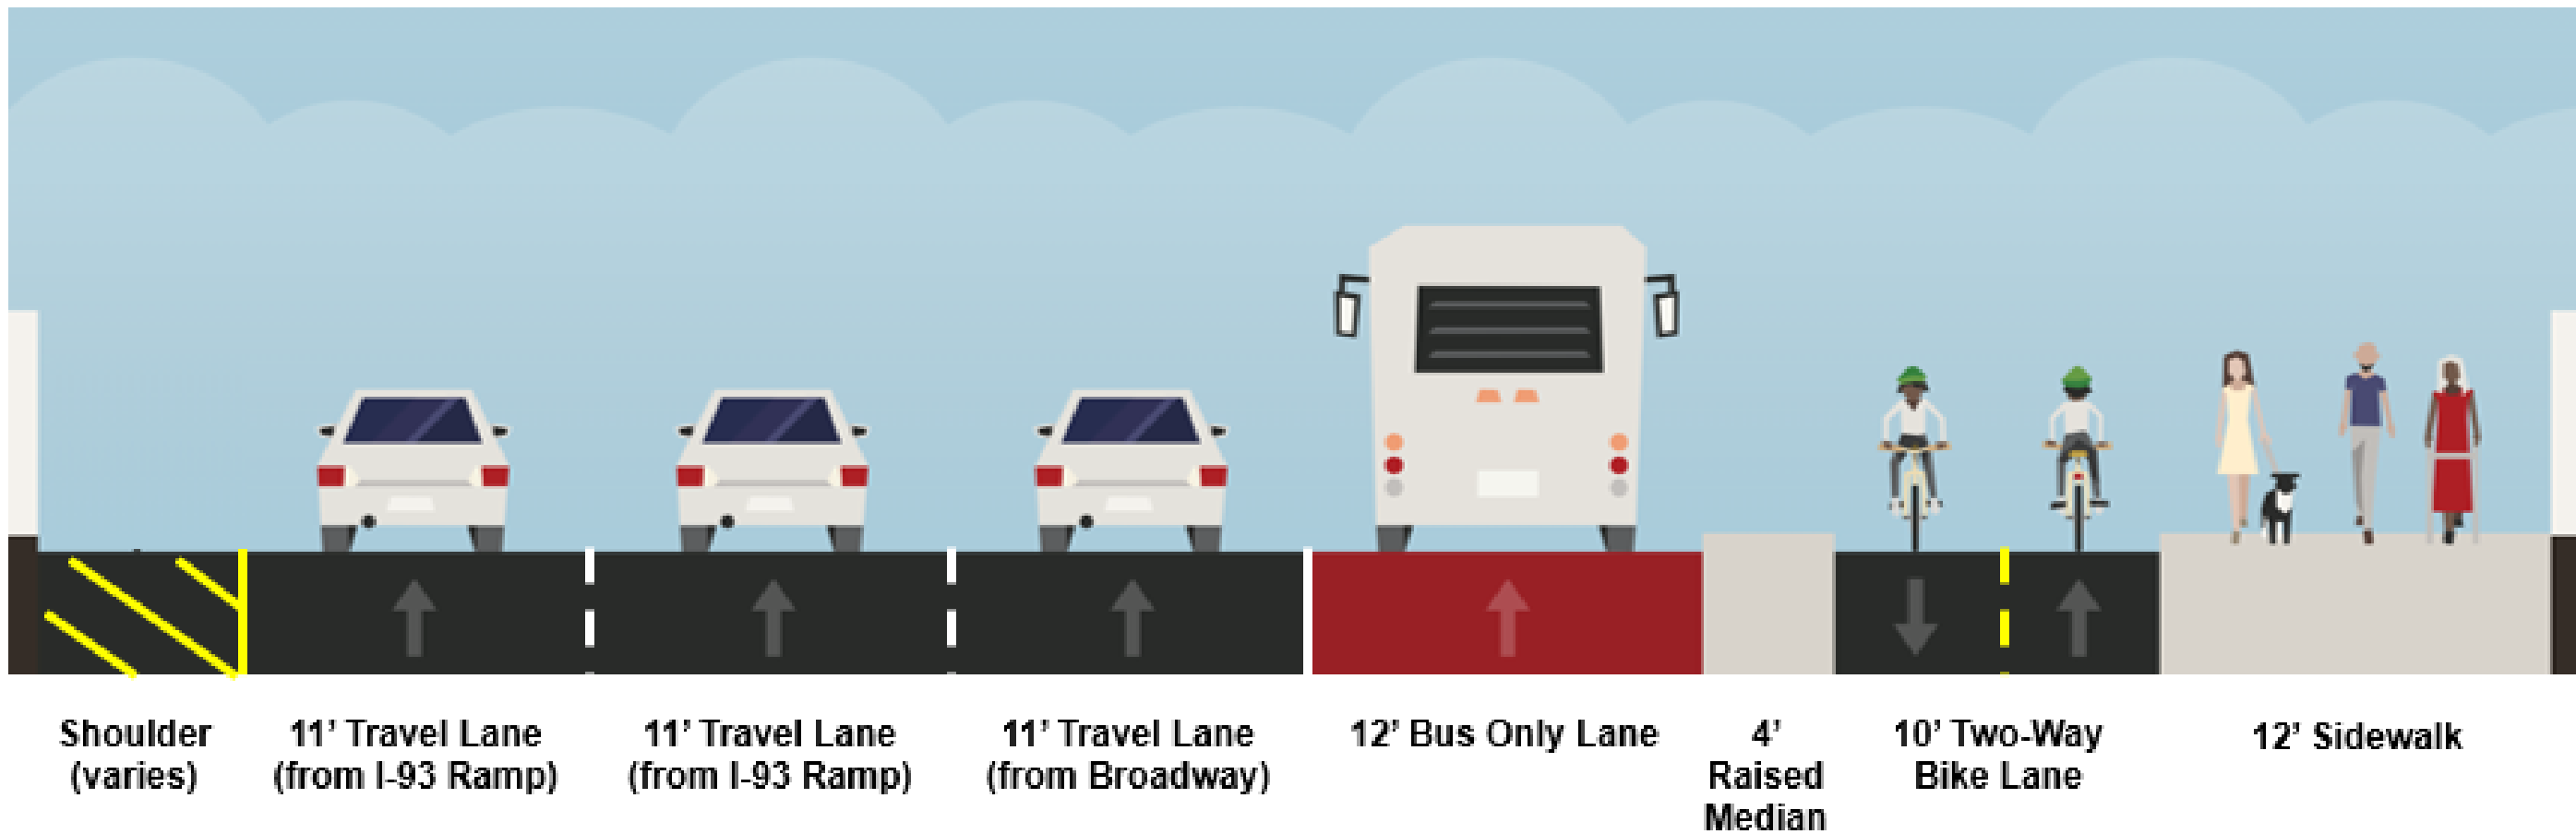 Shoulder
(varies)
11’ Travel Lane
(from I-93 Ramp)
11’ Travel Lane
(from I-93 Ramp)
11’ Travel Lane
(from Broadway)
12’ Bus Only Lane
4’
Raised
Median
10’ Two-Way
Bike Lane
12’ Sidewalk